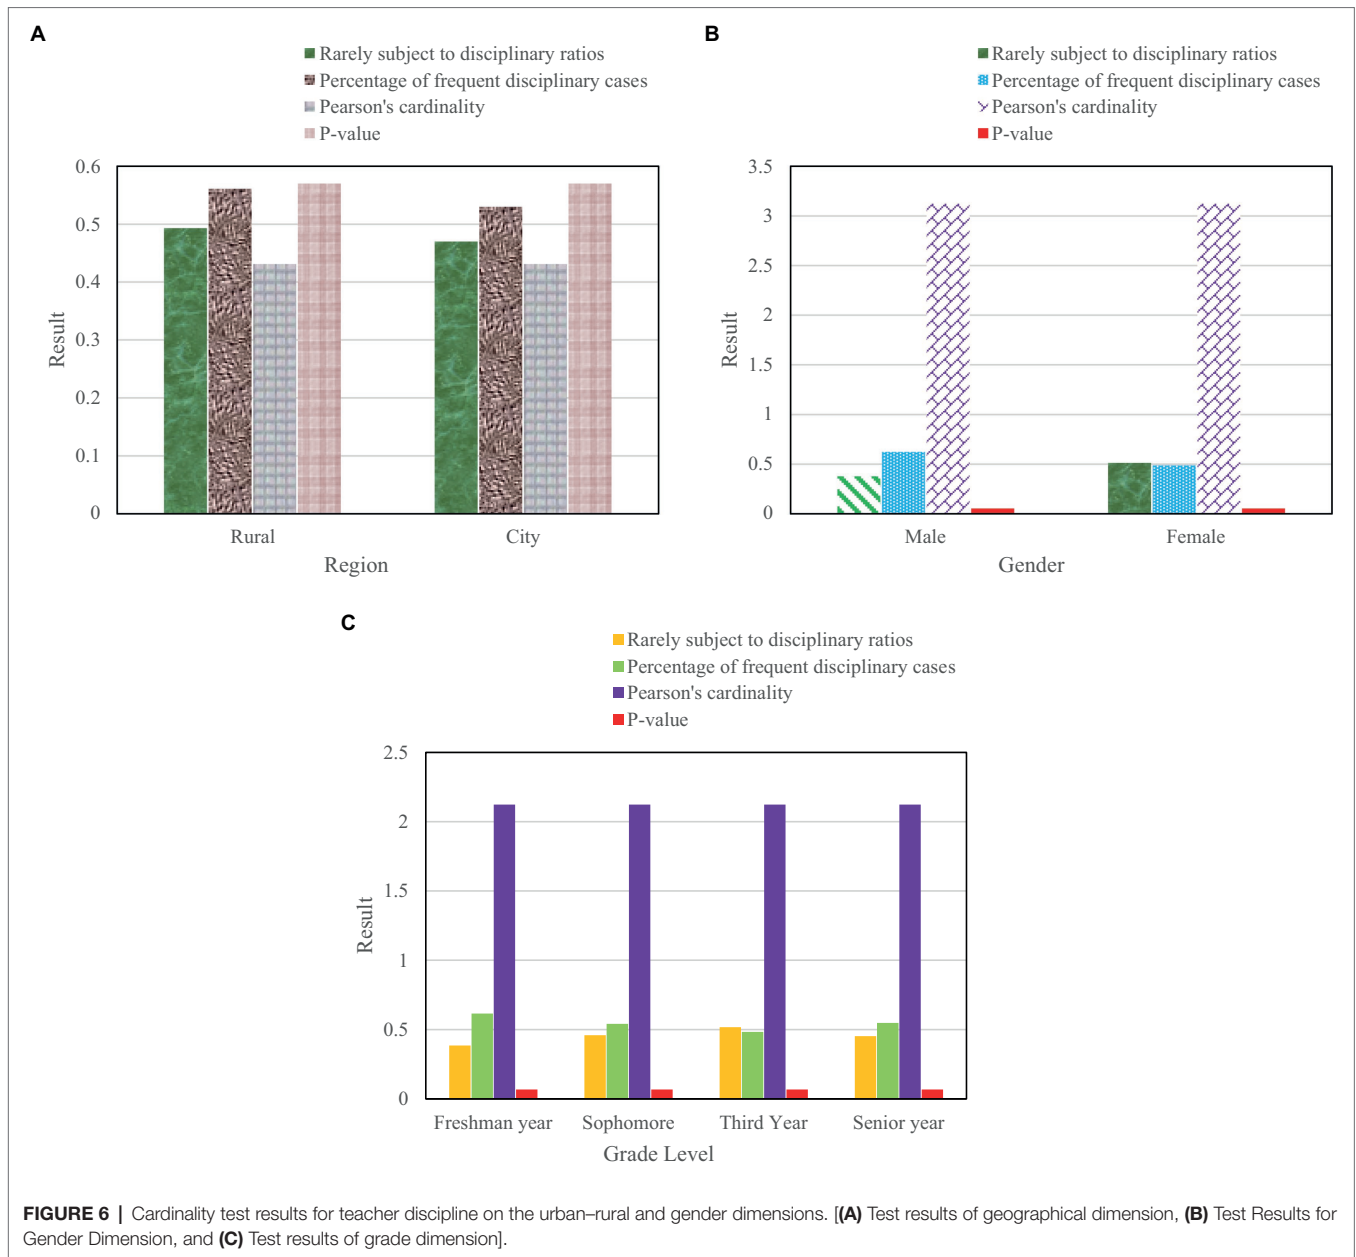 A
Rarely subject to disciplinary ratios
Percentage of frequent disciplinary cases
Pearson's cardinality
P-value
0.6
0.5
0.4
0.3
0.2
0.1
0
Result
Rural
City
Region
B
Rarely subject to disciplinary ratios
Percentage of frequent disciplinary cases
Pearson's cardinality
P-value
3.5
3
2.5
2
1.5
1
0.5
0
Result
Male
Female
Gender
C
Rarely subject to disciplinary ratios
Percentage of frequent disciplinary cases
Pearson's cardinality
P-value
2.5
2
1.5
1
0.5
0
Result
Freshman year
Sophomore
Third Year
Senior year
Grade Level
FIGURE 6 | Cardinality test results for teacher discipline on the urban–rural and gender dimensions. [(A) Test results of geographical dimension, (B) Test Results for
Gender Dimension, and (C) Test results of grade dimension].